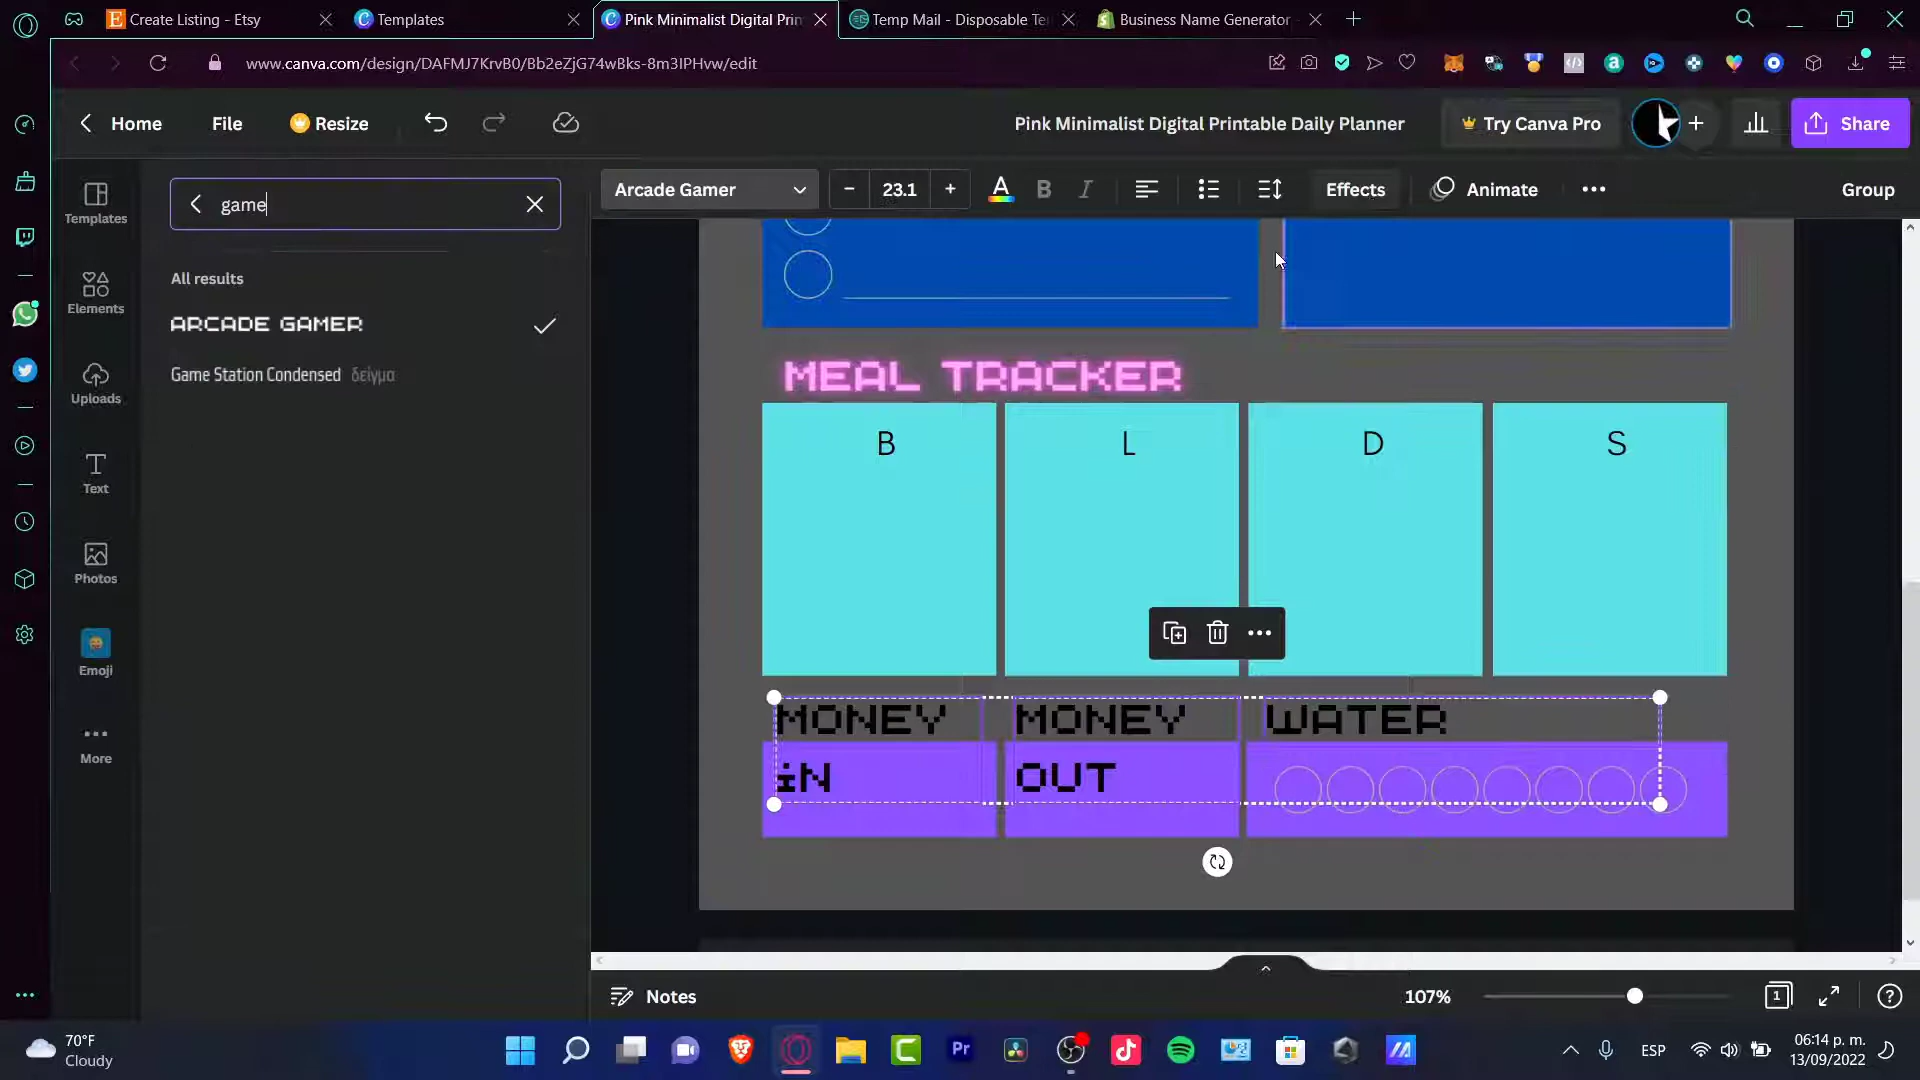 Create Listing - Etsy
Templates
Pink Minimalist Digital Prin
Temp Mail - Disposable Te
Business Name Generator -
www.canva.com/design/DAFMJ7KrvB0/Bb2eZjG74wBks-8m3IPHvw/edit
Home
File
Resize
Pink Minimalist Digital Printable Daily Planner
Try Canva Pro
Share
game
Arcade Gamer
23.1
B
I
Effects
Animate
Group
Templates
Elements
Uploads
Text
Photos
Emoji
More
All results
ARCADE GAMER
Game Station Condensed δείγμα
MEAL TRACKER
B
L
D
S
MONEY
iN
MONEY
OUT
WATER
Notes
107%
1
70°F
Cloudy
ESP
06:14 p. m.
13/09/2022